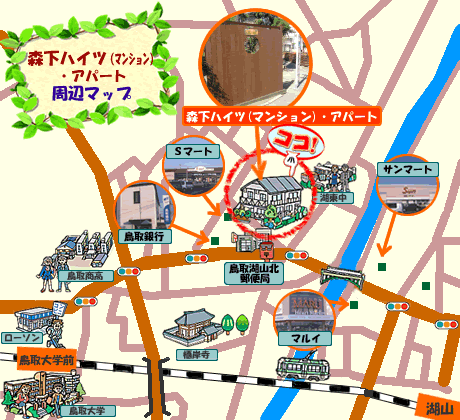 森下ハイツ(マンション)
・アパート
周辺マップ
森下ハイツ(マンション)・アパート
ココ!
Sマート
サンマート
湖東中
鳥取銀行
鳥取商高
鳥取湖山北
郵便局
ローソン
マルイ
鳥取大学前
鳥取大学
湖山